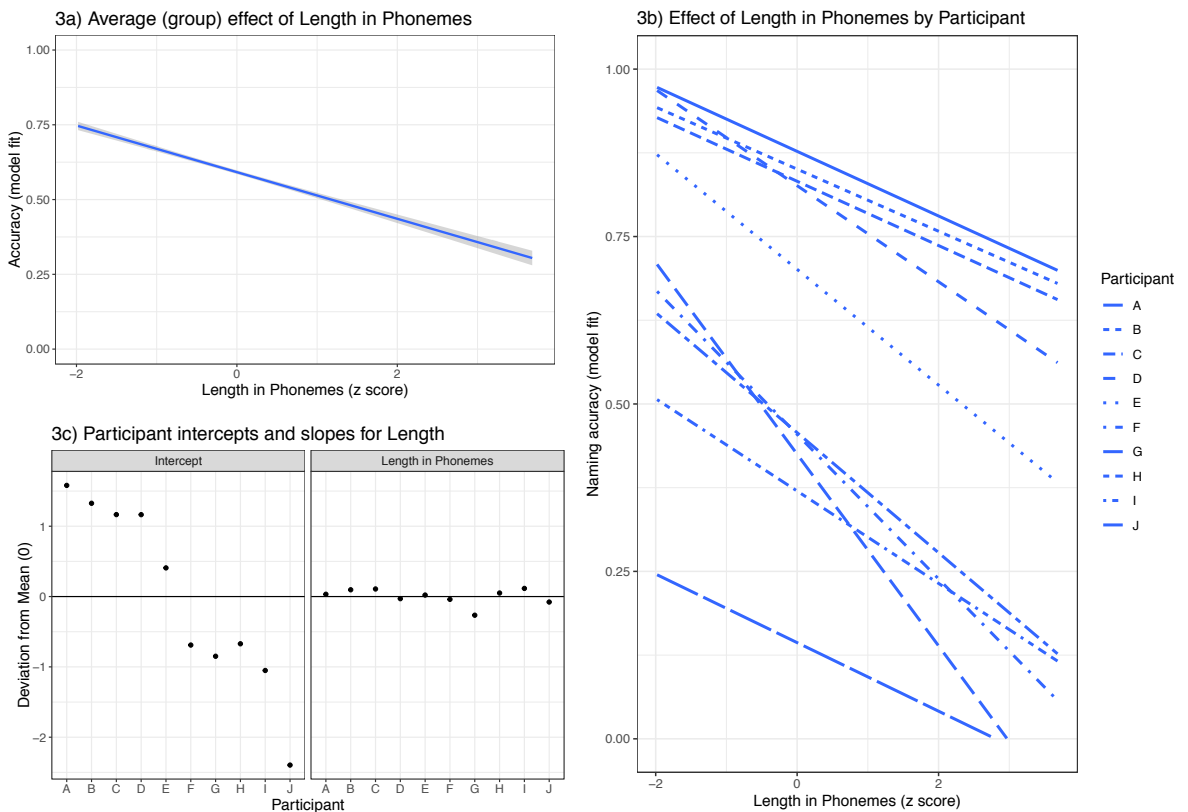 3a) Average (group) effect of Length in Phonemes
1.00
0.75
0.50
0.25
0.00
Accuracy (model fit)
−2
0
2
Length in Phonemes (z score)
3c) Participant intercepts and slopes for Length
Intercept
Length in Phonemes
1
0
−1
−2
Deviation from Mean (0)
A B C D E F G H I J
A B C D E F G H I J
Participant
3b) Effect of Length in Phonemes by Participant
1.00
0.75
0.50
0.25
0.00
Naming acuracy (model fit)
−2
0
2
Length in Phonemes (z score)
Participant
A
B
C
D
E
F
G
H
I
J